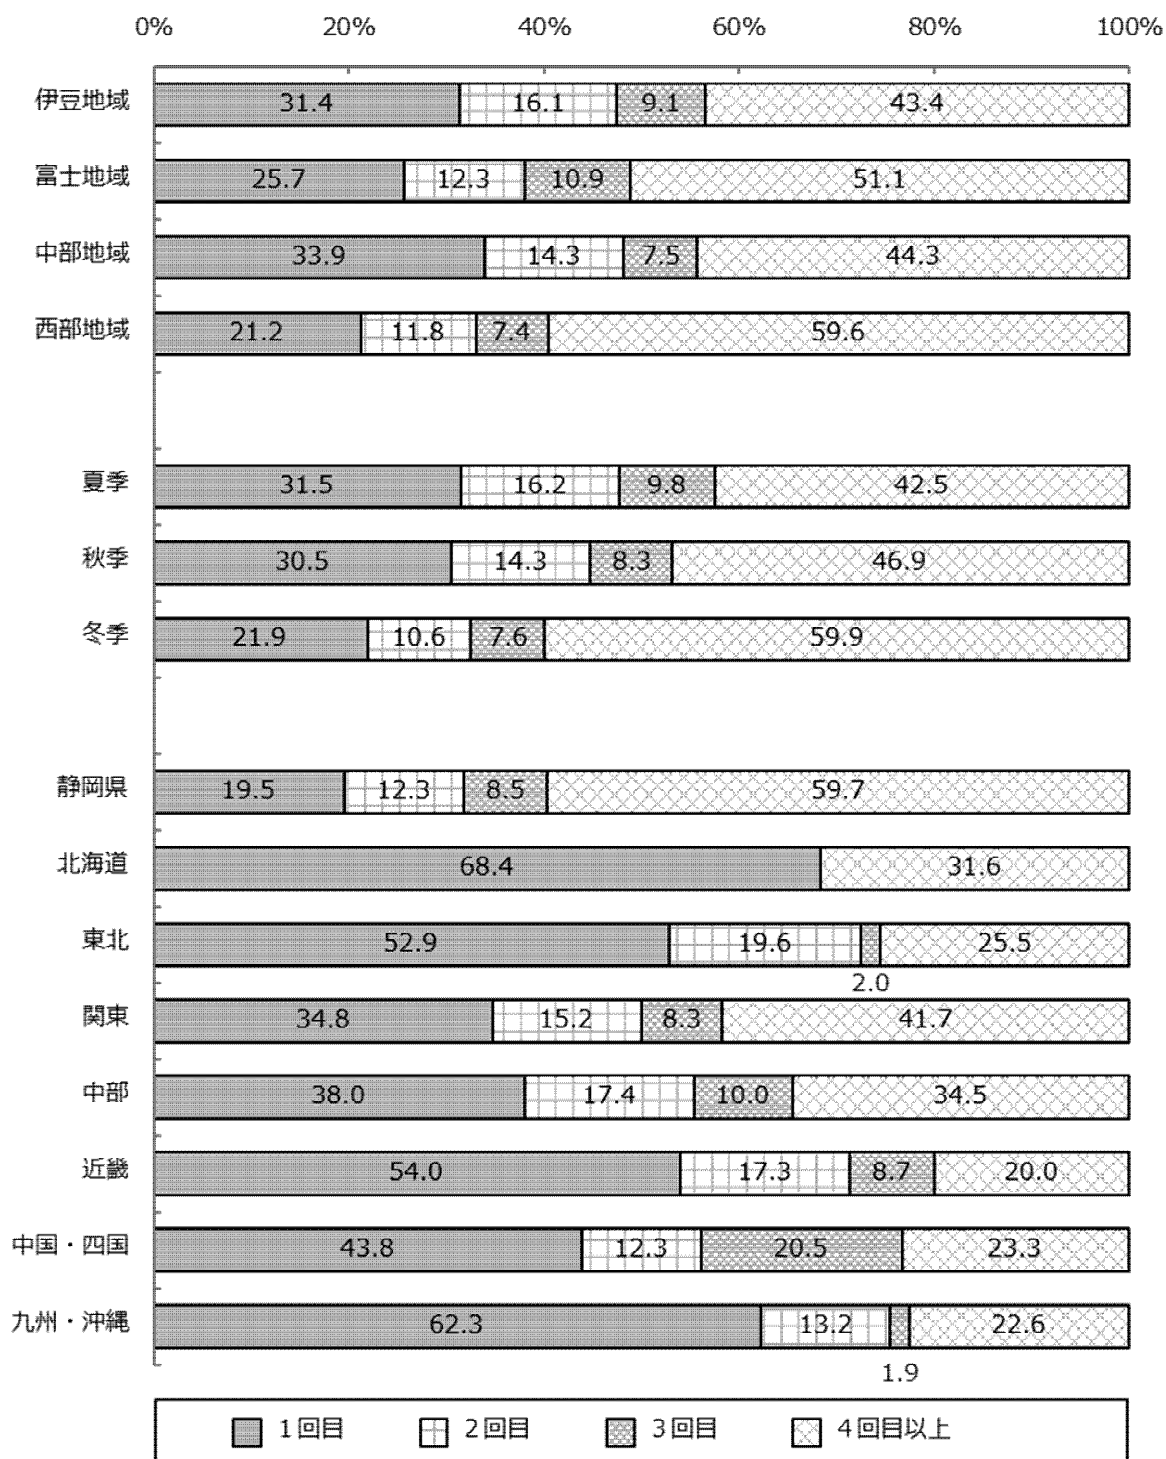 0% 20% 40% 60% 80% 100%
伊豆地域 31.4 16.1 9.1 43.4
富士地域 25.7 12.3 10.9 51.1
中部地域 33.9 14.3 7.5 44.3
西部地域 21.2 11.8 7.4 59.6
夏季 31.5 16.2 9.8 42.5
秋季 30.5 14.3 8.3 46.9
冬季 21.9 10.6 7.6 59.9
静岡県 19.5 12.3 8.5 59.7
北海道 68.4 31.6
東北 52.9 19.6 25.5
2.0
関東 34.8 15.2 8.3 41.7
中部 38.0 17.4 10.0 34.5
近畿 54.0 17.3 8.7 20.0
中国・四国 43.8 12.3 20.5 23.3
九州・沖縄 62.3 13.2 22.6
1.9
1回目 2回目 3回目 4回目以上